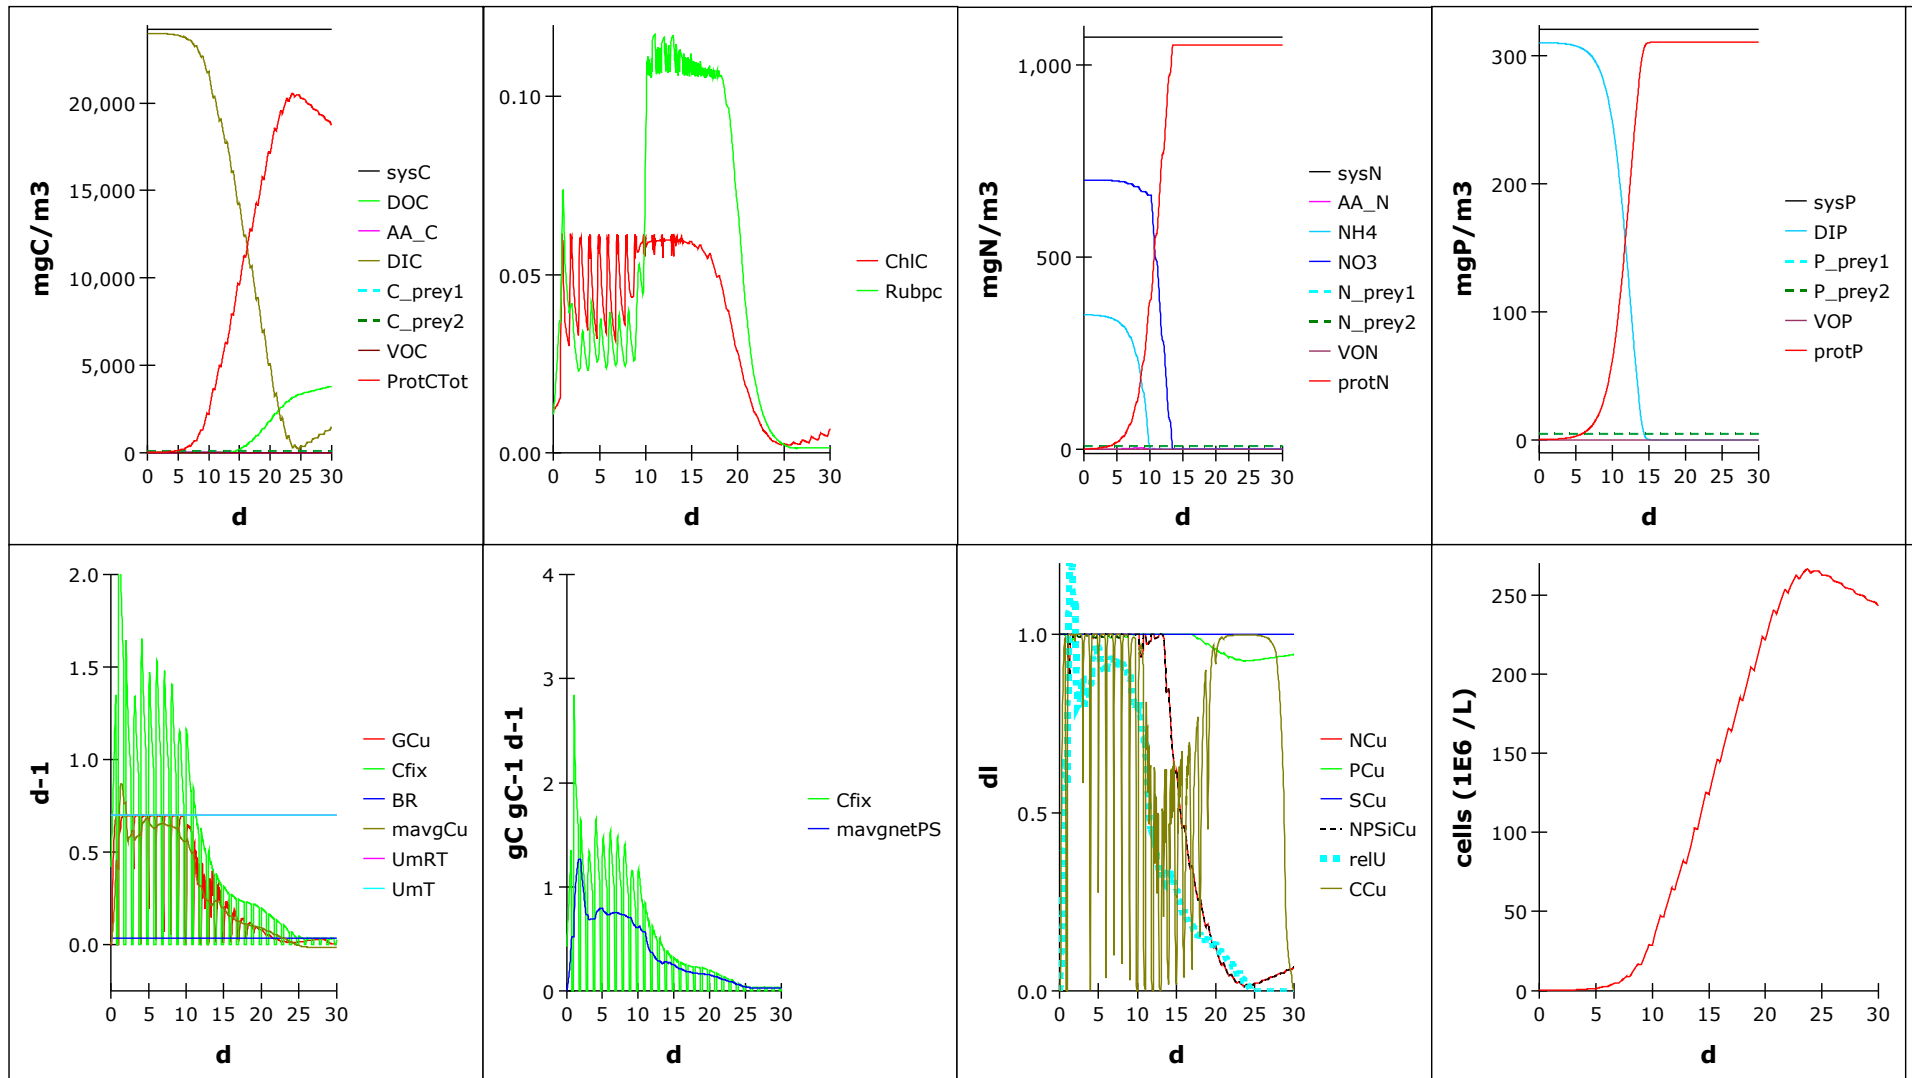 mgC/m3
20,000
15,000
10,000
5,000
0
0 5 10 15 20 25 30
d
sysC
DOC
AA_C
DIC
C_prey1
C_prey2
VOC
ProtCTot
0.10
0.05
0.00
0 5 10 15 20 25 30
d
ChlC
Rubpc
mgN/m3
1,000
500
0
0 5 10 15 20 25 30
d
sysN
AA_N
NH4
NO3
N_prey1
N_prey2
VON
protN
mgP/m3
300
200
100
0
0 5 10 15 20 25 30
d
sysP
DIP
P_prey1
P_prey2
VOP
protP
d-1
2.0
1.5
1.0
0.5
0.0
0 5 10 15 20 25 30
d
GCu
Cfix
BR
mavgCu
UmRT
UmT
gC gC-1 d-1
4
3
2
1
0
0 5 10 15 20 25 30
d
Cfix
mavgnetPS
dl
1.0
0.5
0.0
0 5 10 15 20 25 30
d
NCu
PCu
SCu
NPSiCu
relU
CCu
cells (1E6 /L)
250
200
150
100
50
0
0 5 10 15 20 25 30
d